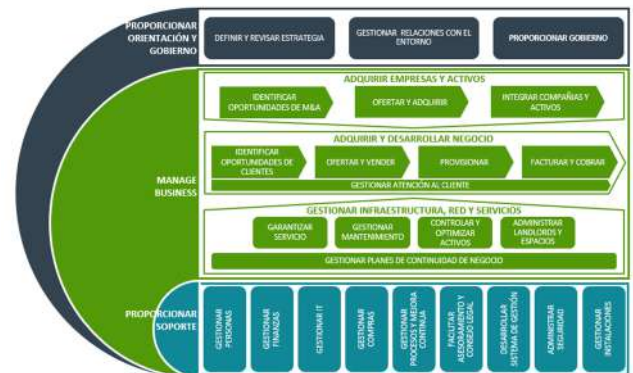 PROPORCIONAR
ORIENTACIÓN Y
GOBIERNO
DEFINIR Y REVISAR ESTRATEGIA
GESTIONAR RELACIONES CON EL
ENTORNO
PROPORCIONAR GOBIERNO
MANAGE
BUSINESS
ADQUIRIR EMPRESAS Y ACTIVOS
IDENTIFICAR
OPORTUNIDADES DE M&A
OFERTAR Y ADQUIRIR
INTEGRAR COMPAÑIAS Y
ACTIVOS
ADQUIRIR Y DESARROLLAR NEGOCIO
IDENTIFICAR
OPORTUNIDADES DE
CLIENTES
OFERTAR Y VENDER
PROVISIONAR
FACTURAR Y COBRAR
GESTIONAR ATENCIÓN AL CLIENTE
GESTIONAR INFRAESTRUCTURA, RED Y SERVICIOS
GARANTIZAR
SERVICIO
GESTIONAR
MANTENIMIENTO
CONTROLAR Y
OPTIMIZAR
ACTIVOS
ADMINISTRAR
LANDLORDS Y
ESPACIOS
GESTIONAR PLANES DE CONTINUIDAD DE NEGOCIO
PROPORCIONAR
SOPORTE
GESTIONAR
PERSONAS
GESTIONAR
FINANZAS
GESTIONAR IT
GESTIONAR
COMPRAS
GESTIONAR
PROCESOS Y MEJORA
CONTINUA
FACILITAR
ASESORAMIENTO Y
CONSEJO LEGAL
DESARROLLAR
SISTEMA DE GESTIÓN
ADMINISTRAR
SEGURIDAD
GESTIONAR
INSTALACIONES